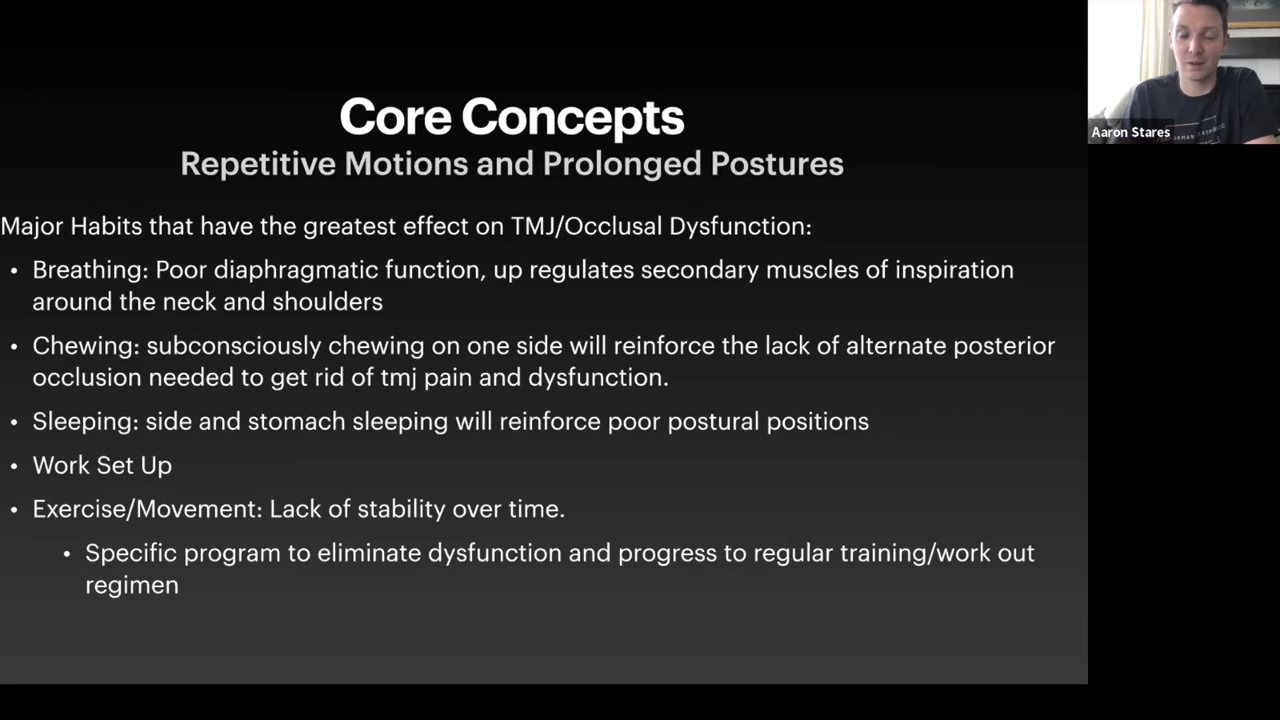 Core Concepts
Repetitive Motions and Prolonged Postures
Major Habits that have the greatest effect on TMJ/Occlusal Dysfunction:
• Breathing: Poor diaphragmatic function, up regulates secondary muscles of inspiration
around the neck and shoulders
• Chewing: subconsciously chewing on one side will reinforce the lack of alternate posterior
occlusion needed to get rid of tmj pain and dysfunction.
• Sleeping: side and stomach sleeping will reinforce poor postural positions
• Work Set Up
• Exercise/Movement: Lack of stability over time.
• Specific program to eliminate dysfunction and progress to regular training/work out
regimen
Aaron Stares